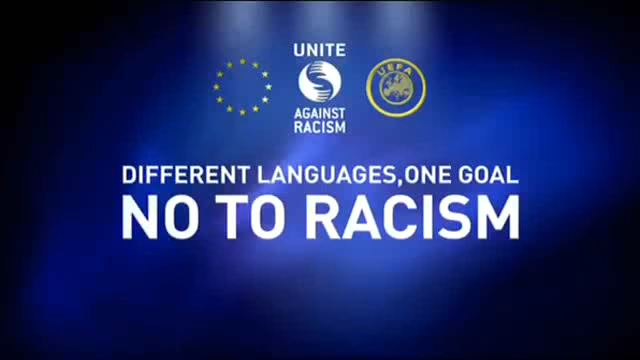 UNITE
AGAINST
RACISM
UEFA
DIFFERENT LANGUAGES,ONE GOAL
NO TO RACISM